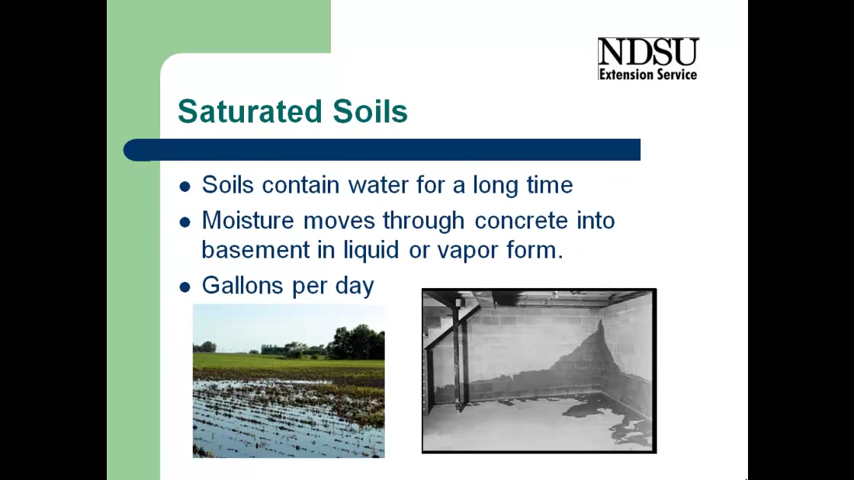 NDSU
Extension Service
Saturated Soils
Soils contain water for a long time
Moisture moves through concrete into
basement in liquid or vapor form.
Gallons per day